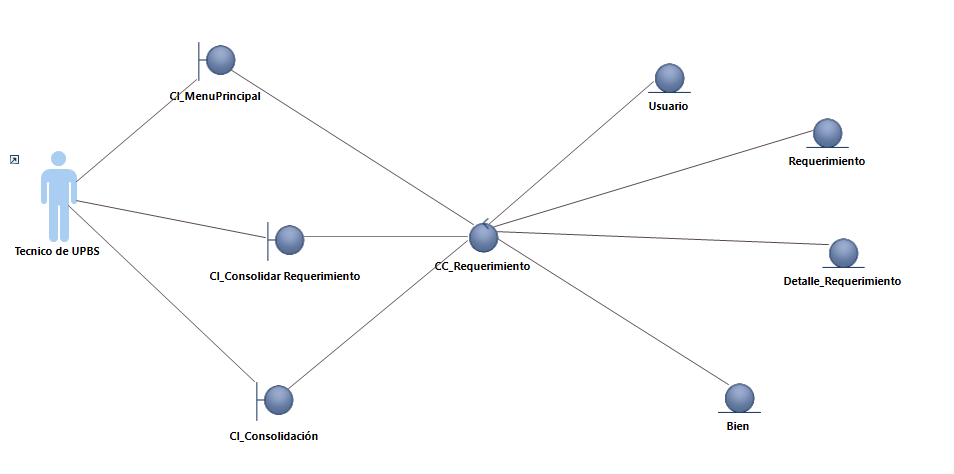 CI_MenuPrincipal
Usuario
Requerimiento
Tecnico de UPBS
CI_Consolidar Requerimiento
CC_Requerimiento
Detalle_Requerimiento
CI_Consolidación
Bien